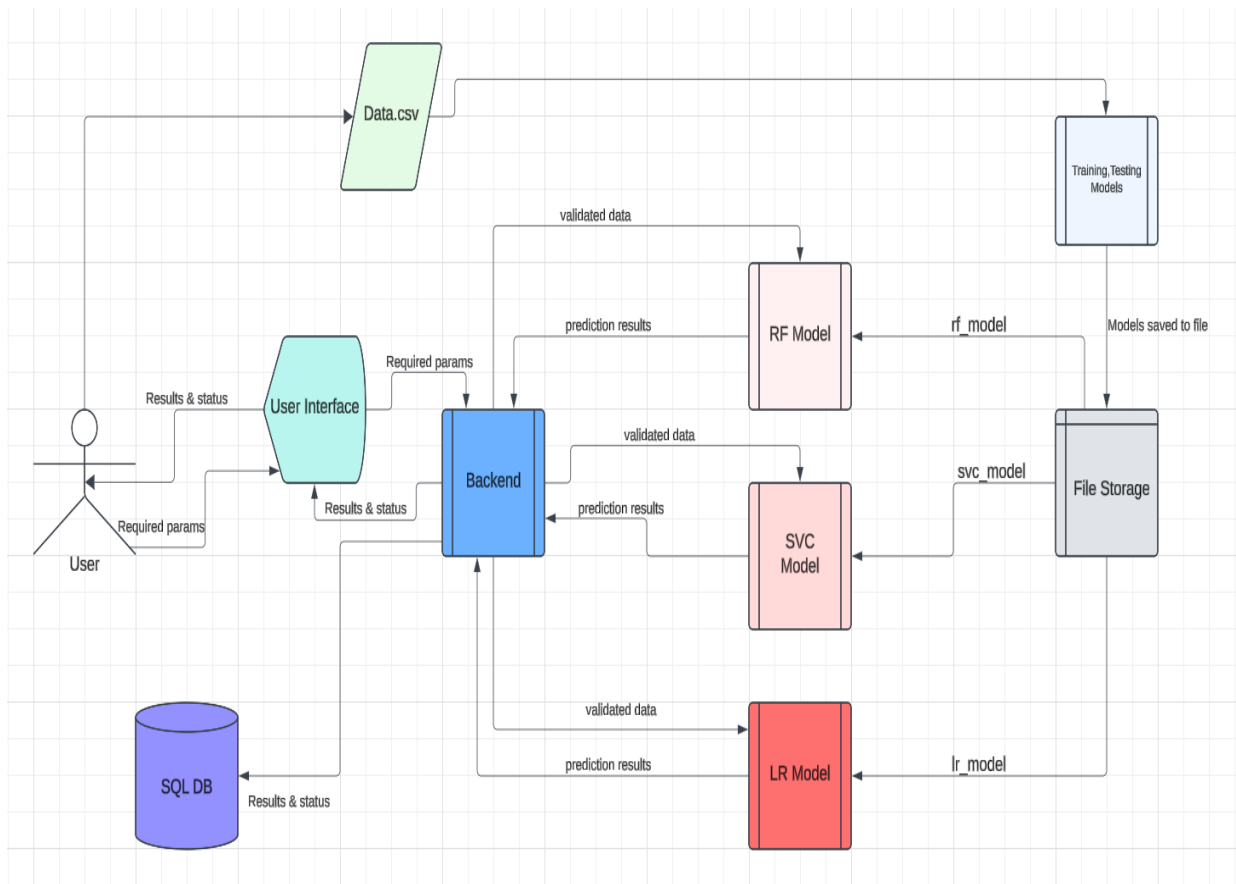 Data.csv
Training,Testing
Models
validated data
RF Model
prediction results
rf_model
Models saved to file
Required params
User Interface
Results & status
Backend
validated data
svc_model
File Storage
Results & status
prediction results
Required params
SVC
Model
User
validated data
prediction results
LR Model
lr_model
SQL DB
Results & status